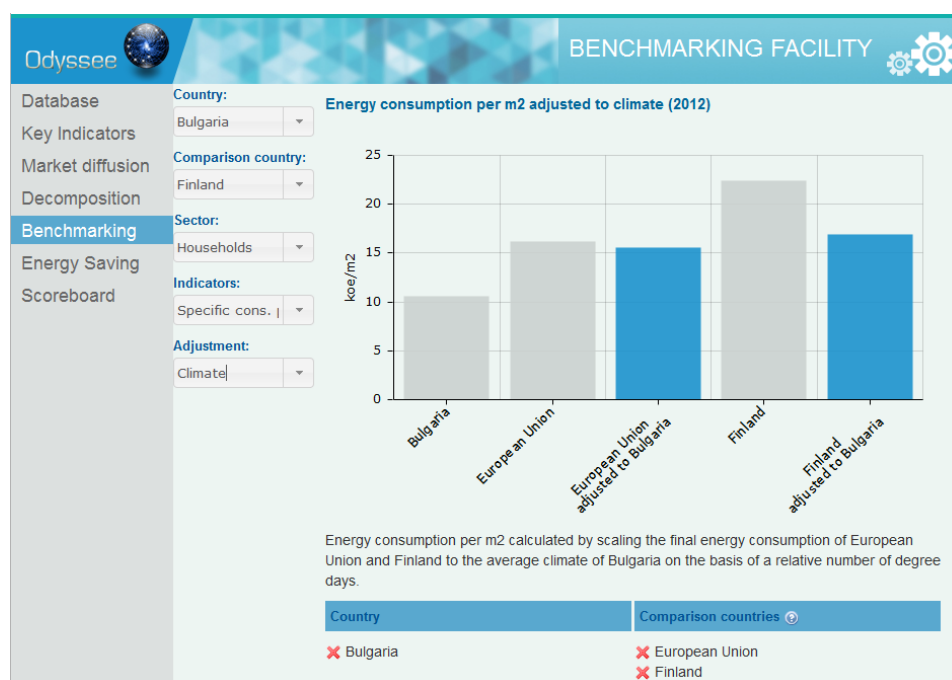 Odyssee
BENCHMARKING FACILITY
Database
Key Indicators
Market diffusion
Decomposition
Benchmarking
Energy Saving
Scoreboard
Country:
Bulgaria
Comparison country:
Finland
Sector:
Households
Indicators:
Specific cons.
Adjustment:
Climate
Energy consumption per m2 adjusted to climate (2012)
koe/m2
25
20
15
10
5
0
Bulgaria
European Union
European Union
adjusted to Bulgaria
Finland
Finland
adjusted to Bulgaria
Energy consumption per m2 calculated by scaling the final energy consumption of European
Union and Finland to the average climate of Bulgaria on the basis of a relative number of degree
days.
Country
Comparison countries
Bulgaria
European Union
Finland